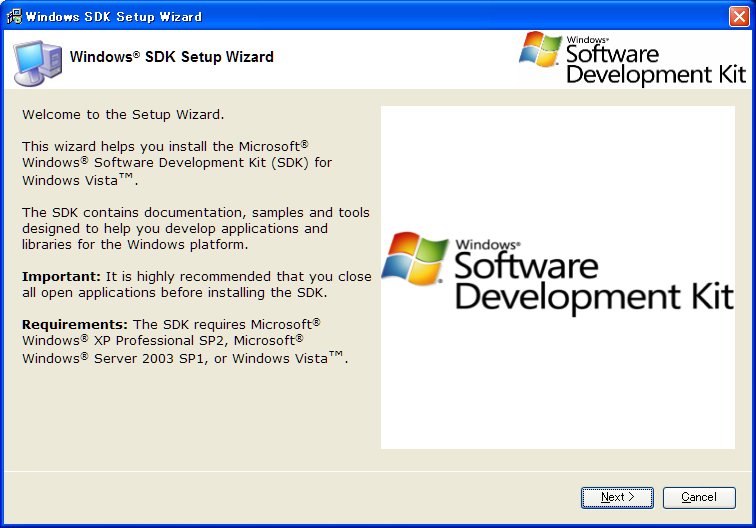 Windows SDK Setup Wizard
Windows® SDK Setup Wizard
Windows®
Software
Development Kit
Welcome to the Setup Wizard.
This wizard helps you install the Microsoft®
Windows® Software Development Kit (SDK) for
Windows Vista™.
The SDK contains documentation, samples and tools
designed to help you develop applications and
libraries for the Windows platform.
Important: It is highly recommended that you close
all open applications before installing the SDK.
Requirements: The SDK requires Microsoft®
Windows® XP Professional SP2, Microsoft®
Windows® Server 2003 SP1, or Windows Vista™.
Windows®
Software
Development Kit
Next >
Cancel